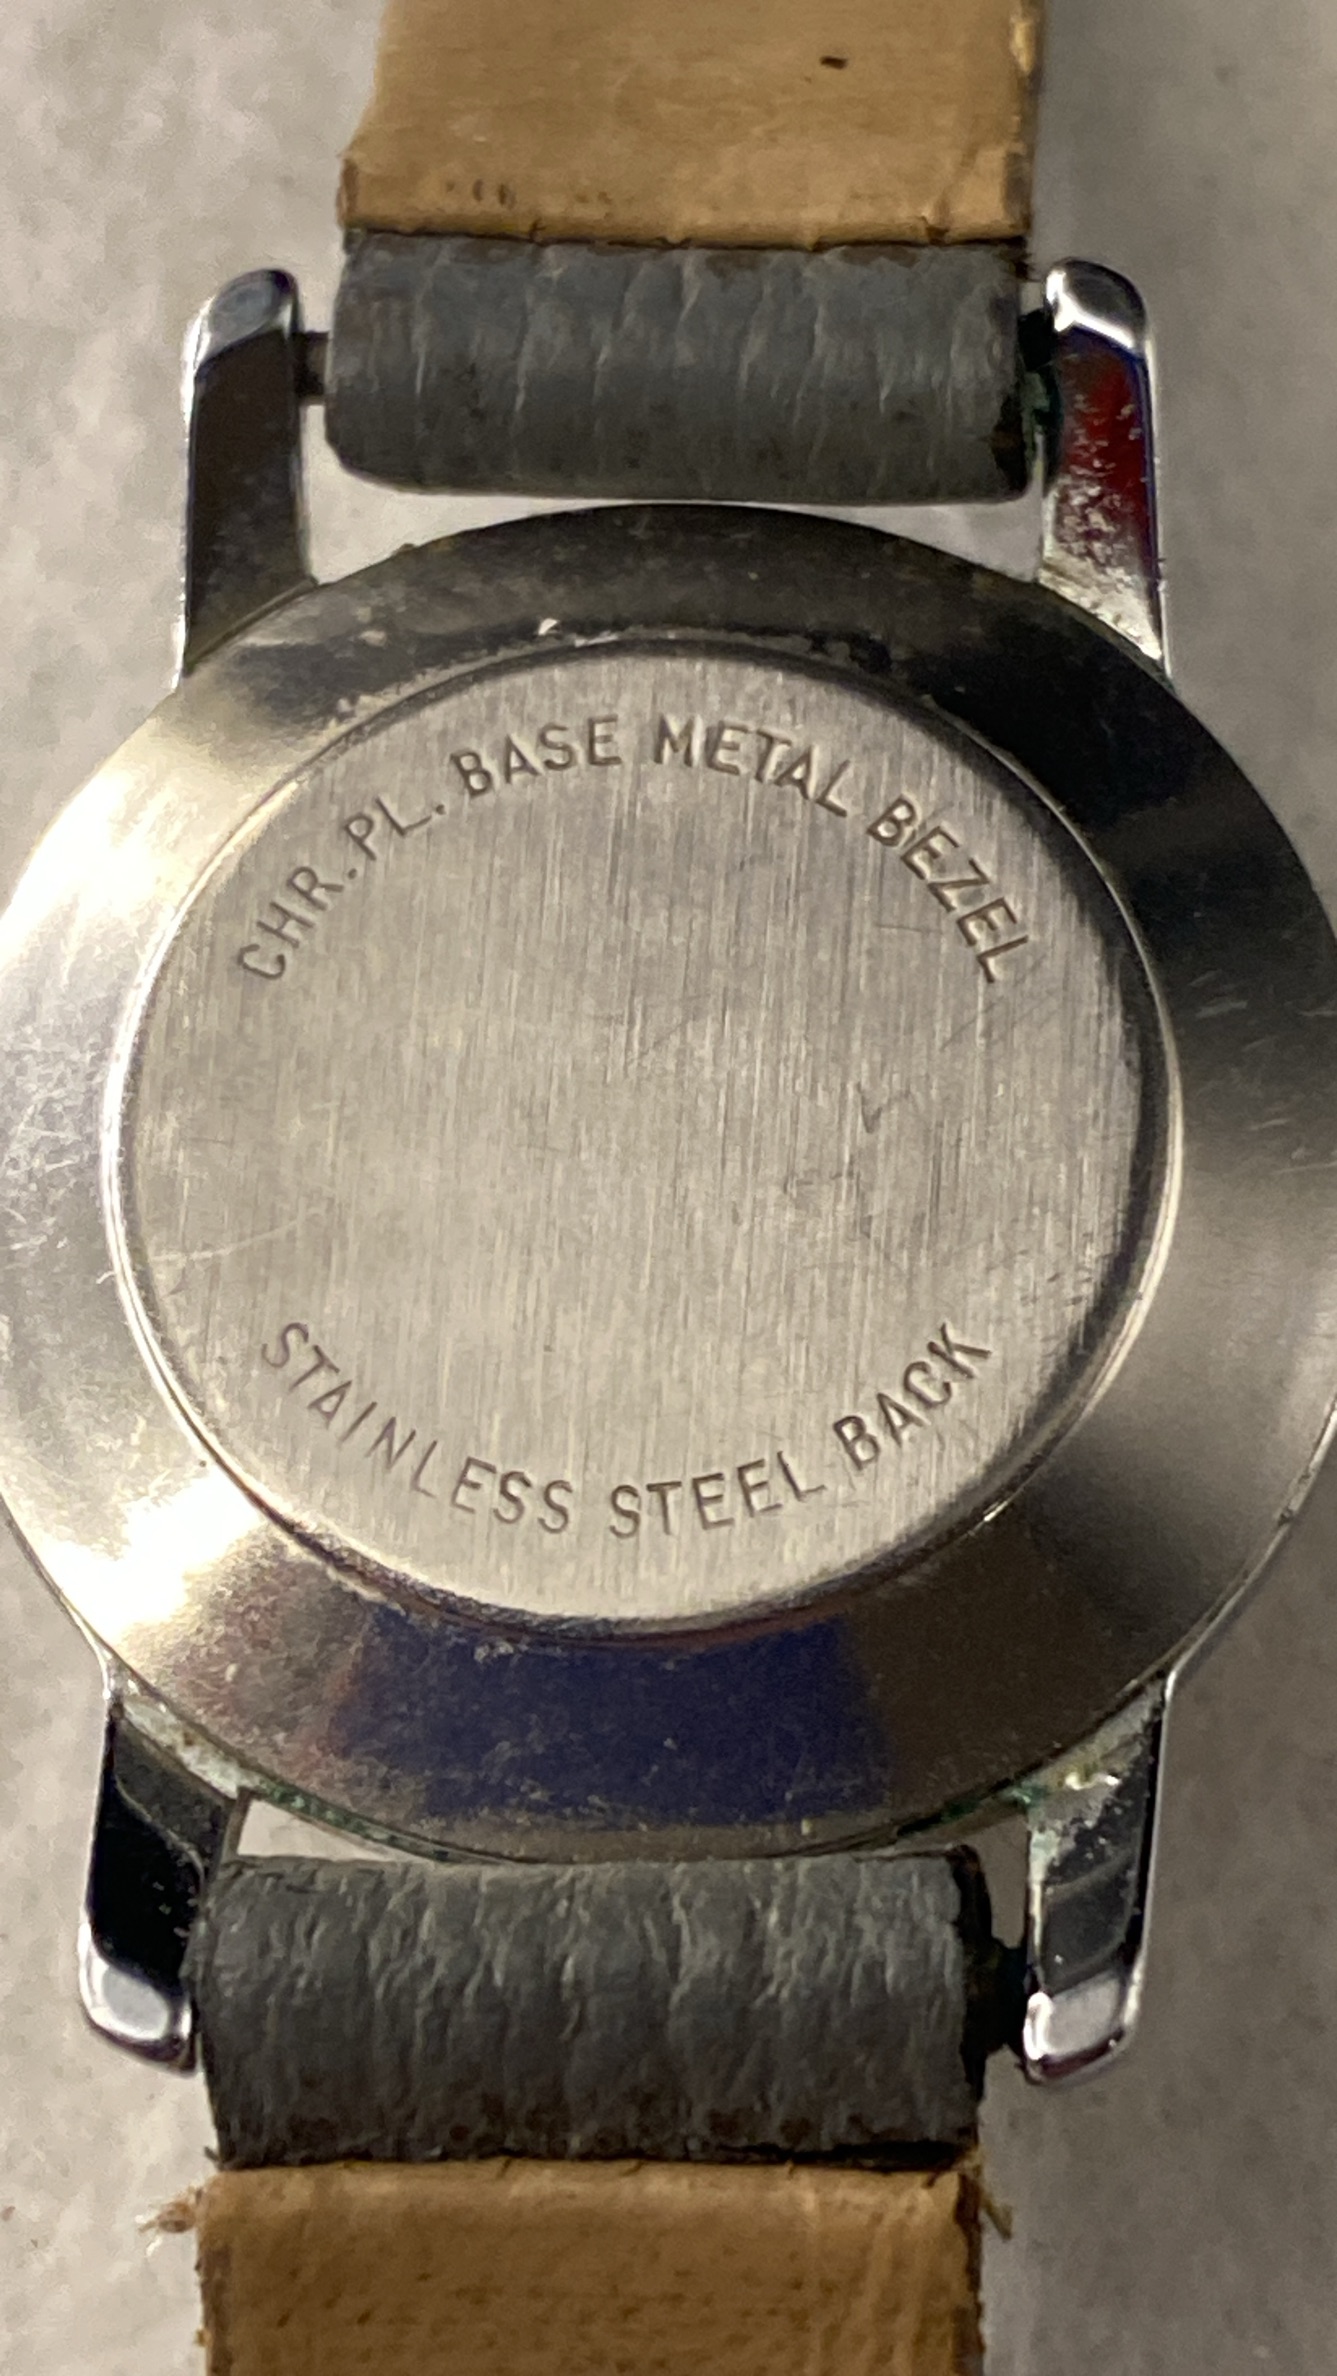 CHR.PL. BASE METAL BEZEL
STAINLESS STEEL BACK